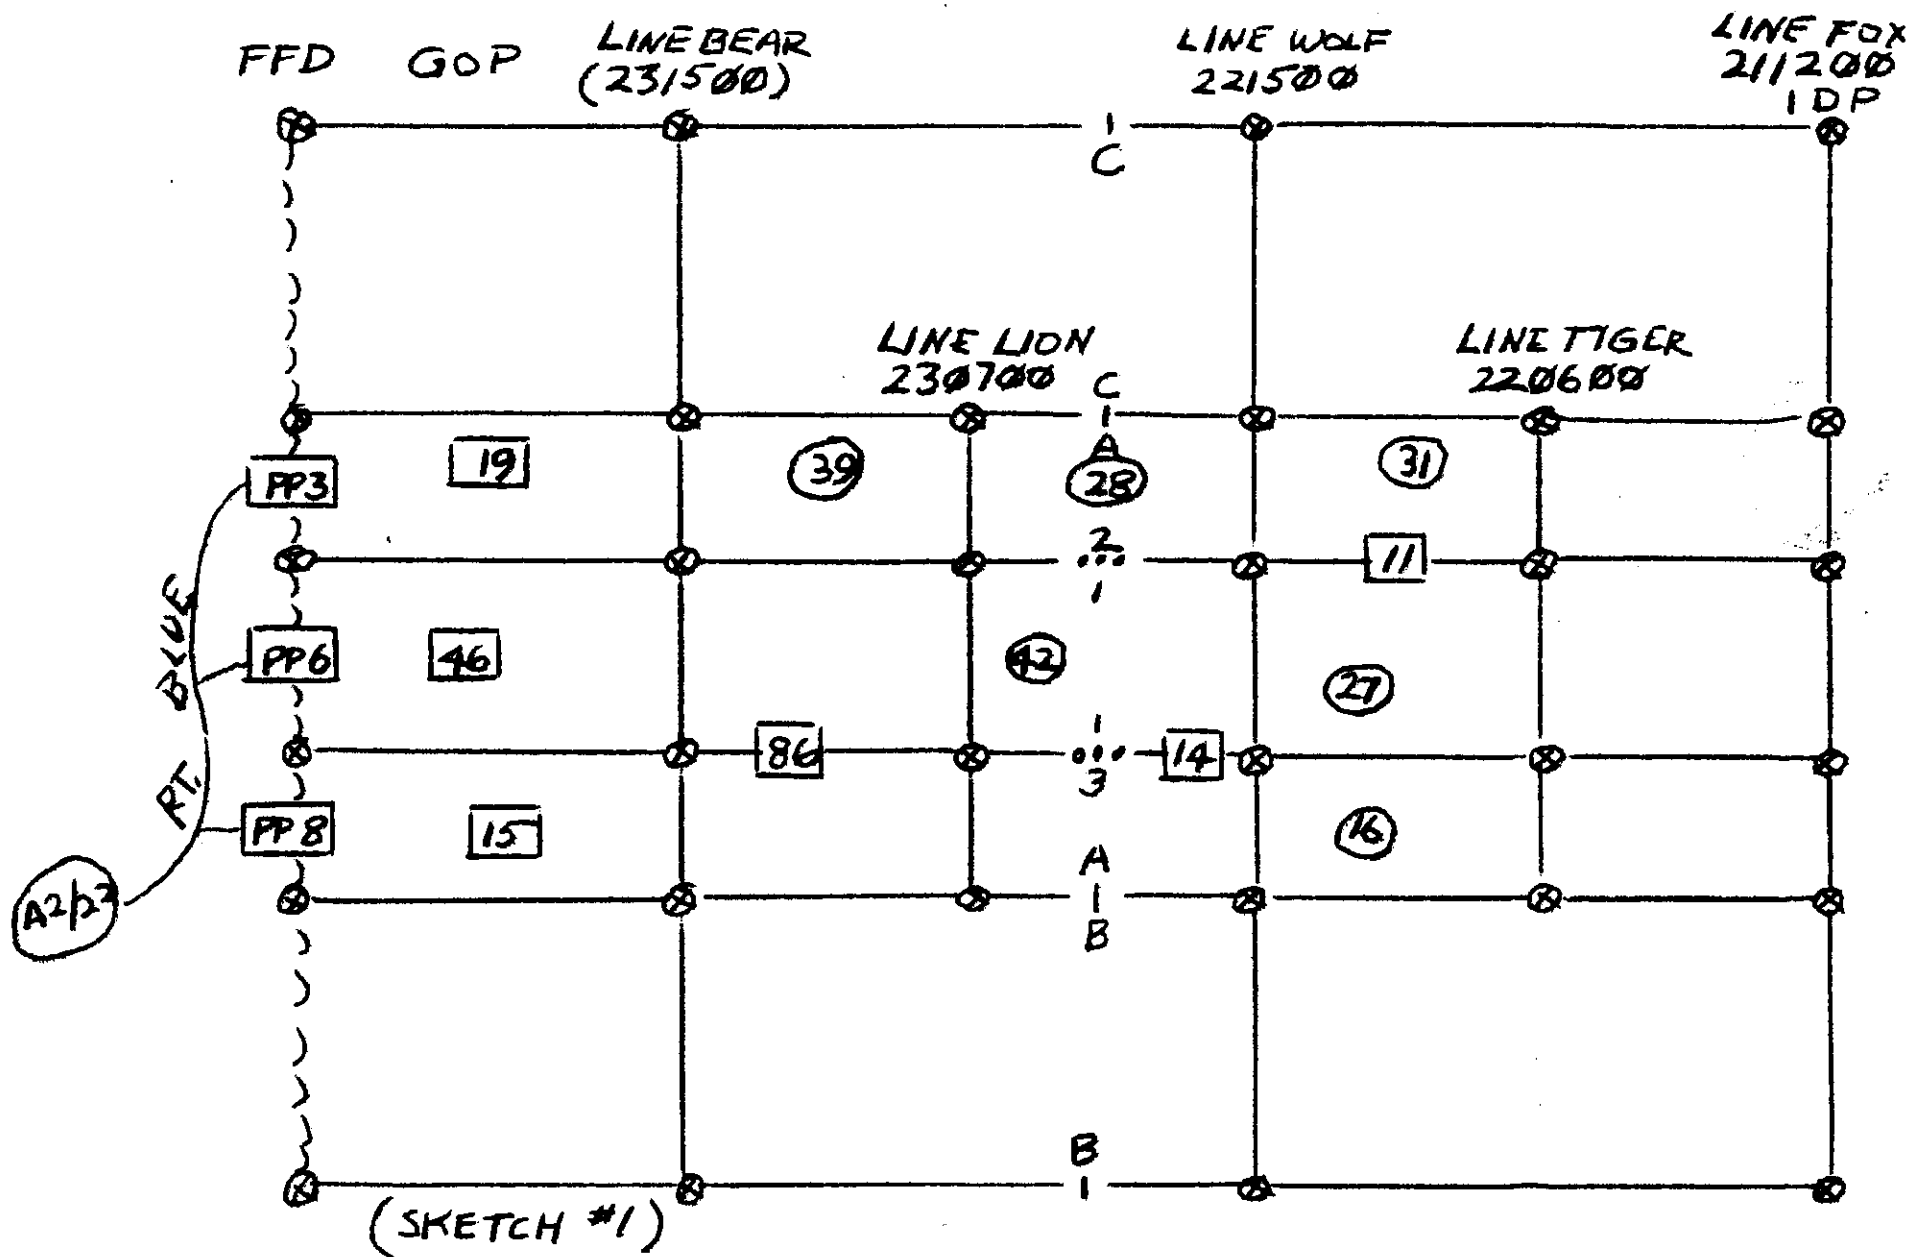 FFD GOP
LINE BEAR
(231500)
LINE WOLF
221500
LINE FOX
211200
IDP
I
C
LINE LION
230700
LINE TIGER
220600
C
I
PP3
19
39
A
28
31
2
...
1
11
BLUE
PP6
46
42
27
86
I
...
3
14
RT.
PP8
15
16
A2/22
A
I
B
B
I
(SKETCH #1)